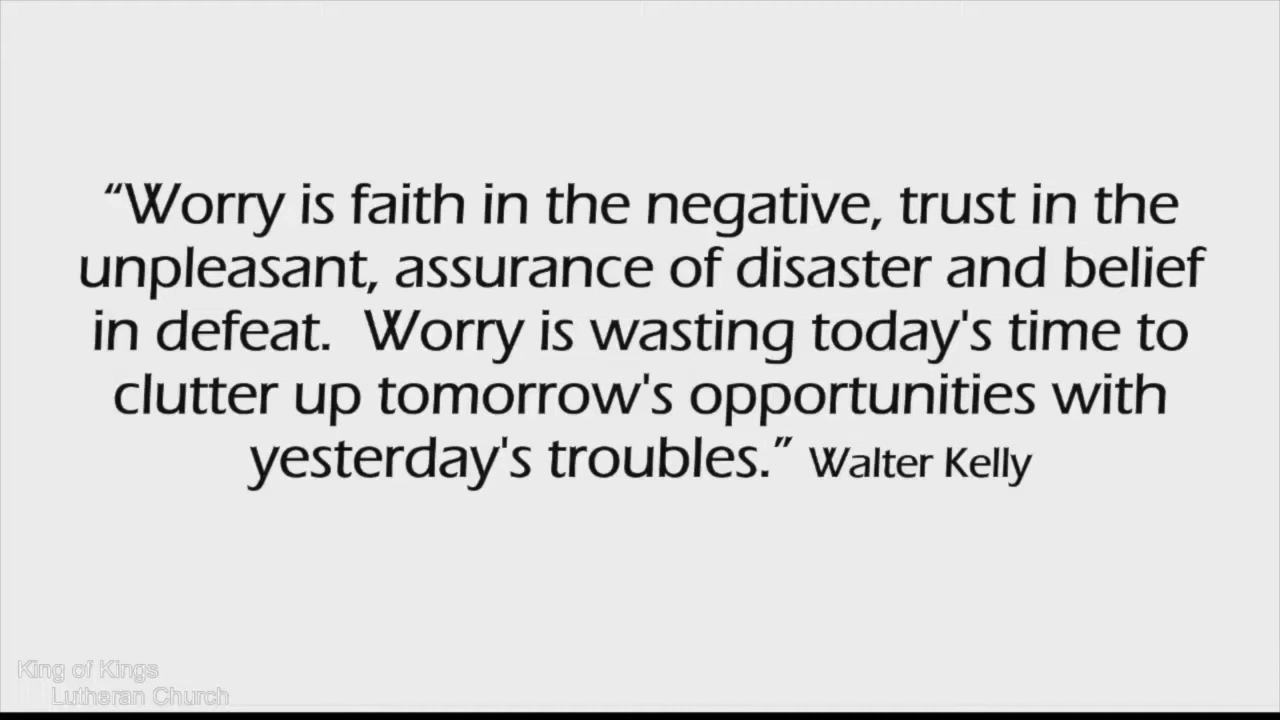 “Worry is faith in the negative, trust in the
unpleasant, assurance of disaster and belief
in defeat.  Worry is wasting today's time to
clutter up tomorrow's opportunities with
yesterday's troubles.” Walter Kelly
King of Kings
Lutheran Church